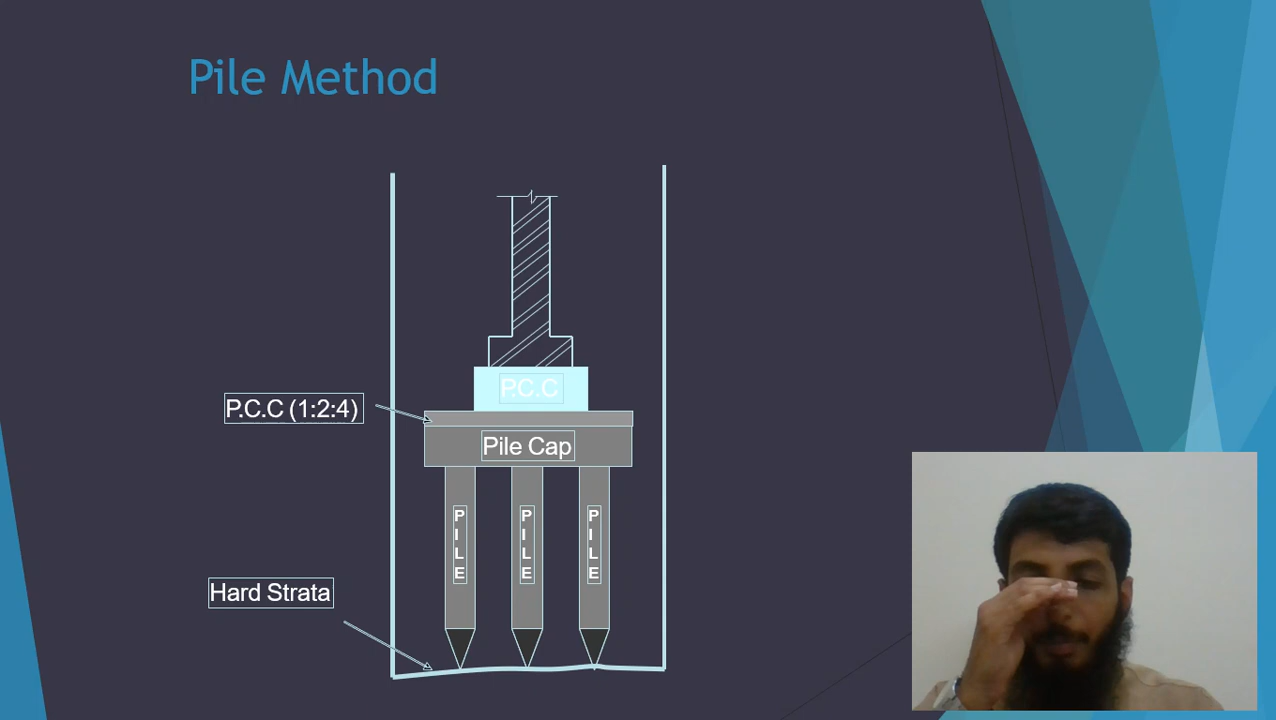 Pile Method
P.C.C
P.C.C (1:2:4)
Pile Cap
PILE
PILE
PILE
Hard Strata